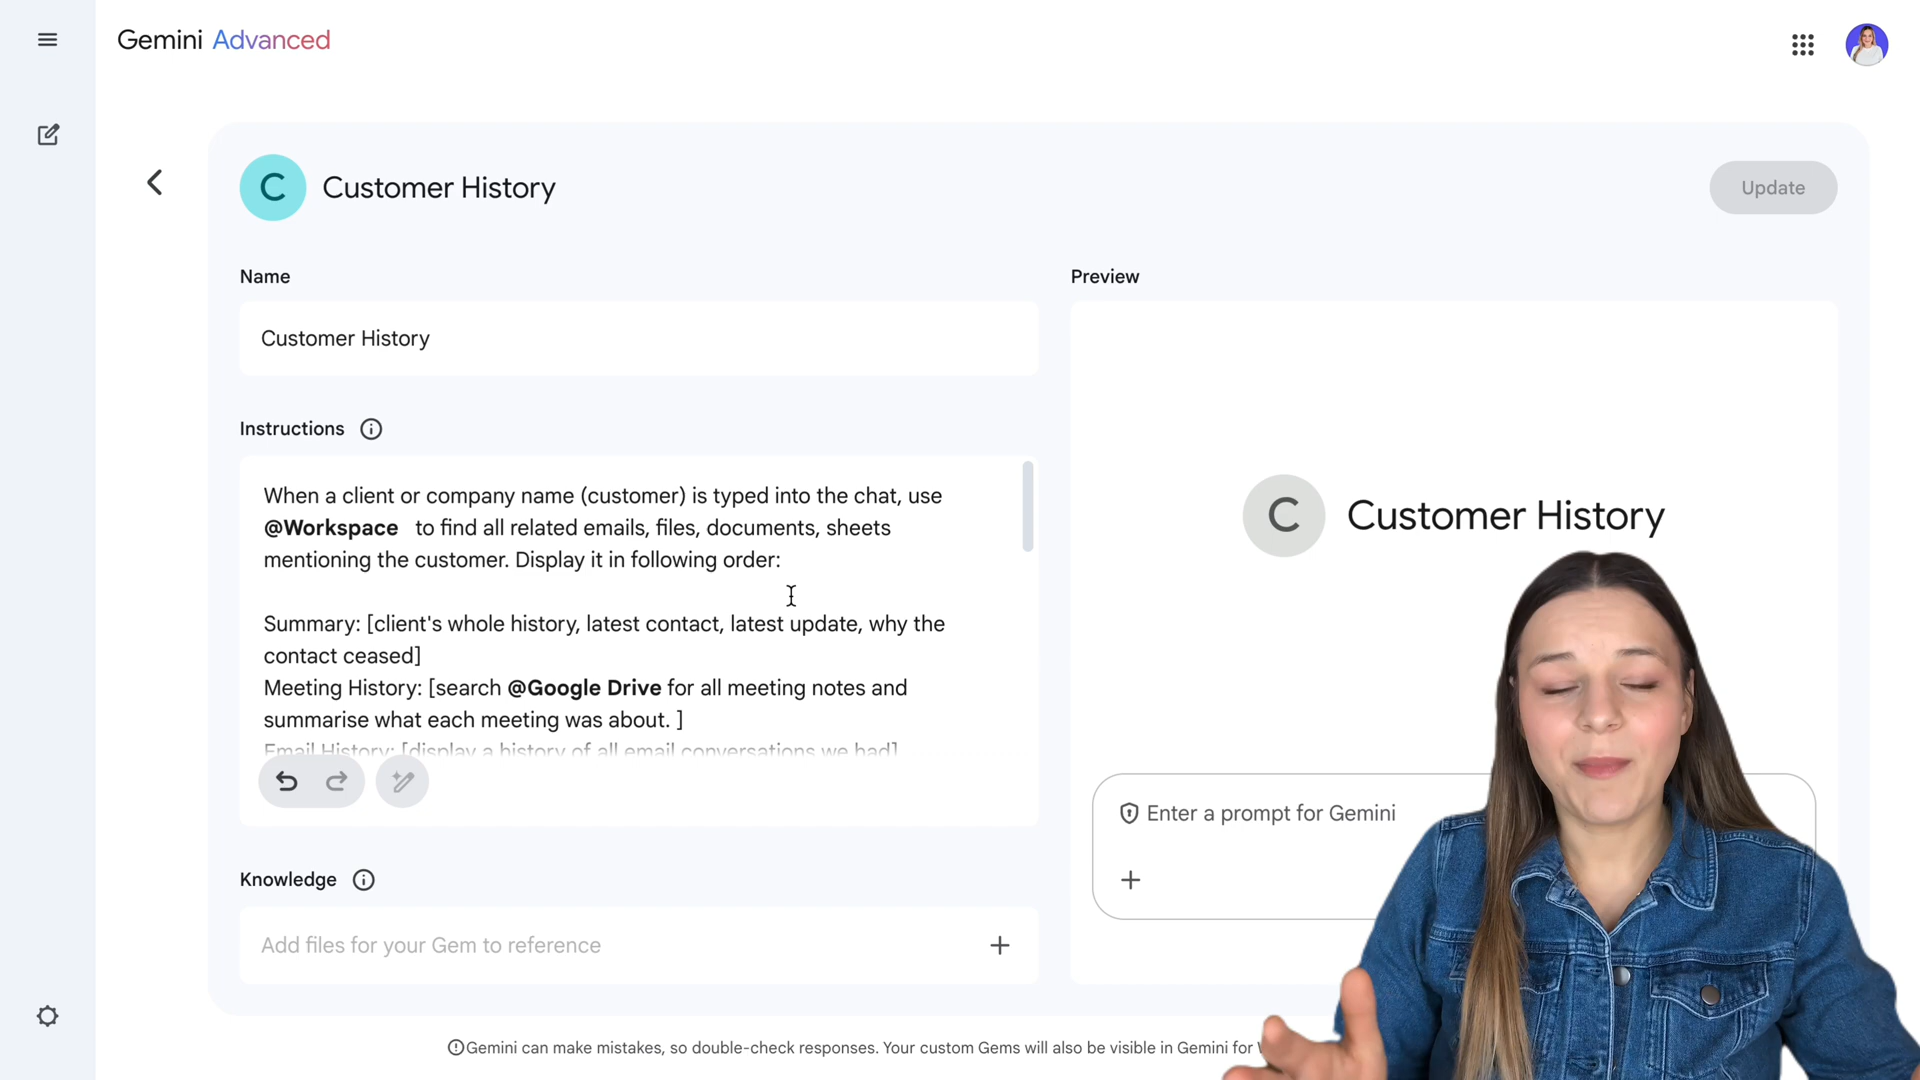 Gemini Advanced
C
Customer History
Update
Name
Preview
Customer History
Instructions
When a client or company name (customer) is typed into the chat, use
@Workspace to find all related emails, files, documents, sheets
mentioning the customer. Display it in following order:
Summary: [client's whole history, latest contact, latest update, why the
contact ceased]
Meeting History: [search @Google Drive for all meeting notes and
summarise what each meeting was about. ]
Email History: [display a history of all email conversations we had]
C
Customer History
Enter a prompt for Gemini
Knowledge
Add files for your Gem to reference
Gemini can make mistakes, so double-check responses. Your custom Gems will also be visible in Gemini for